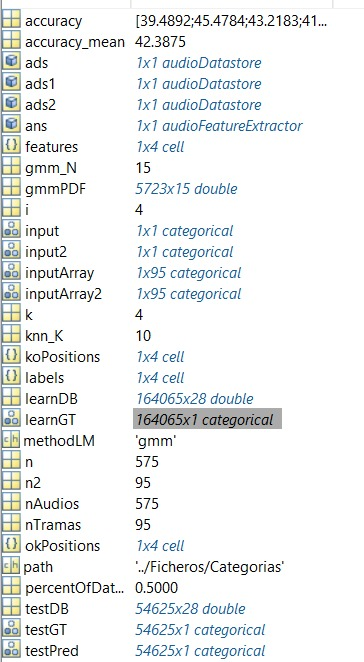 accuracy [39.4892;45.4784;43.2183;41...
accuracy_mean 42.3875
ads 1x1 audioDatastore
ads1 1x1 audioDatastore
ads2 1x1 audioDatastore
ans 1x1 audioFeatureExtractor
features 1x4 cell
gmm_N 15
gmmPDF 5723x15 double
i 4
input 1x1 categorical
input2 1x1 categorical
inputArray 1x95 categorical
inputArray2 1x95 categorical
k 4
knn_K 10
koPositions 1x4 cell
labels 1x4 cell
learnDB 164065x28 double
learnGT 164065x1 categorical
methodLM 'gmm'
n 575
n2 95
nAudios 575
nTramas 95
okPositions 1x4 cell
path '../Ficheros/Categorias'
percentOfDat... 0.5000
testDB 54625x28 double
testGT 54625x1 categorical
testPred 54625x1 categorical